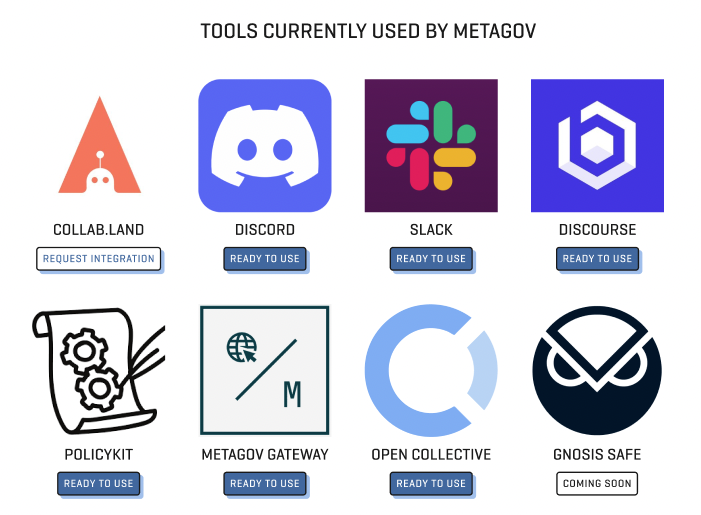 TOOLS CURRENTLY USED BY METAGOV
COLLAB.LAND DISCORD SLACK DISCOURSE
REQUEST INTEGRATION READY TO USE READY TO USE READY TO USE
M
POLICYKIT METAGOV GATEWAY OPEN COLLECTIVE GNOSIS SAFE
READY TO USE READY TO USE READY TO USE COMING SOON